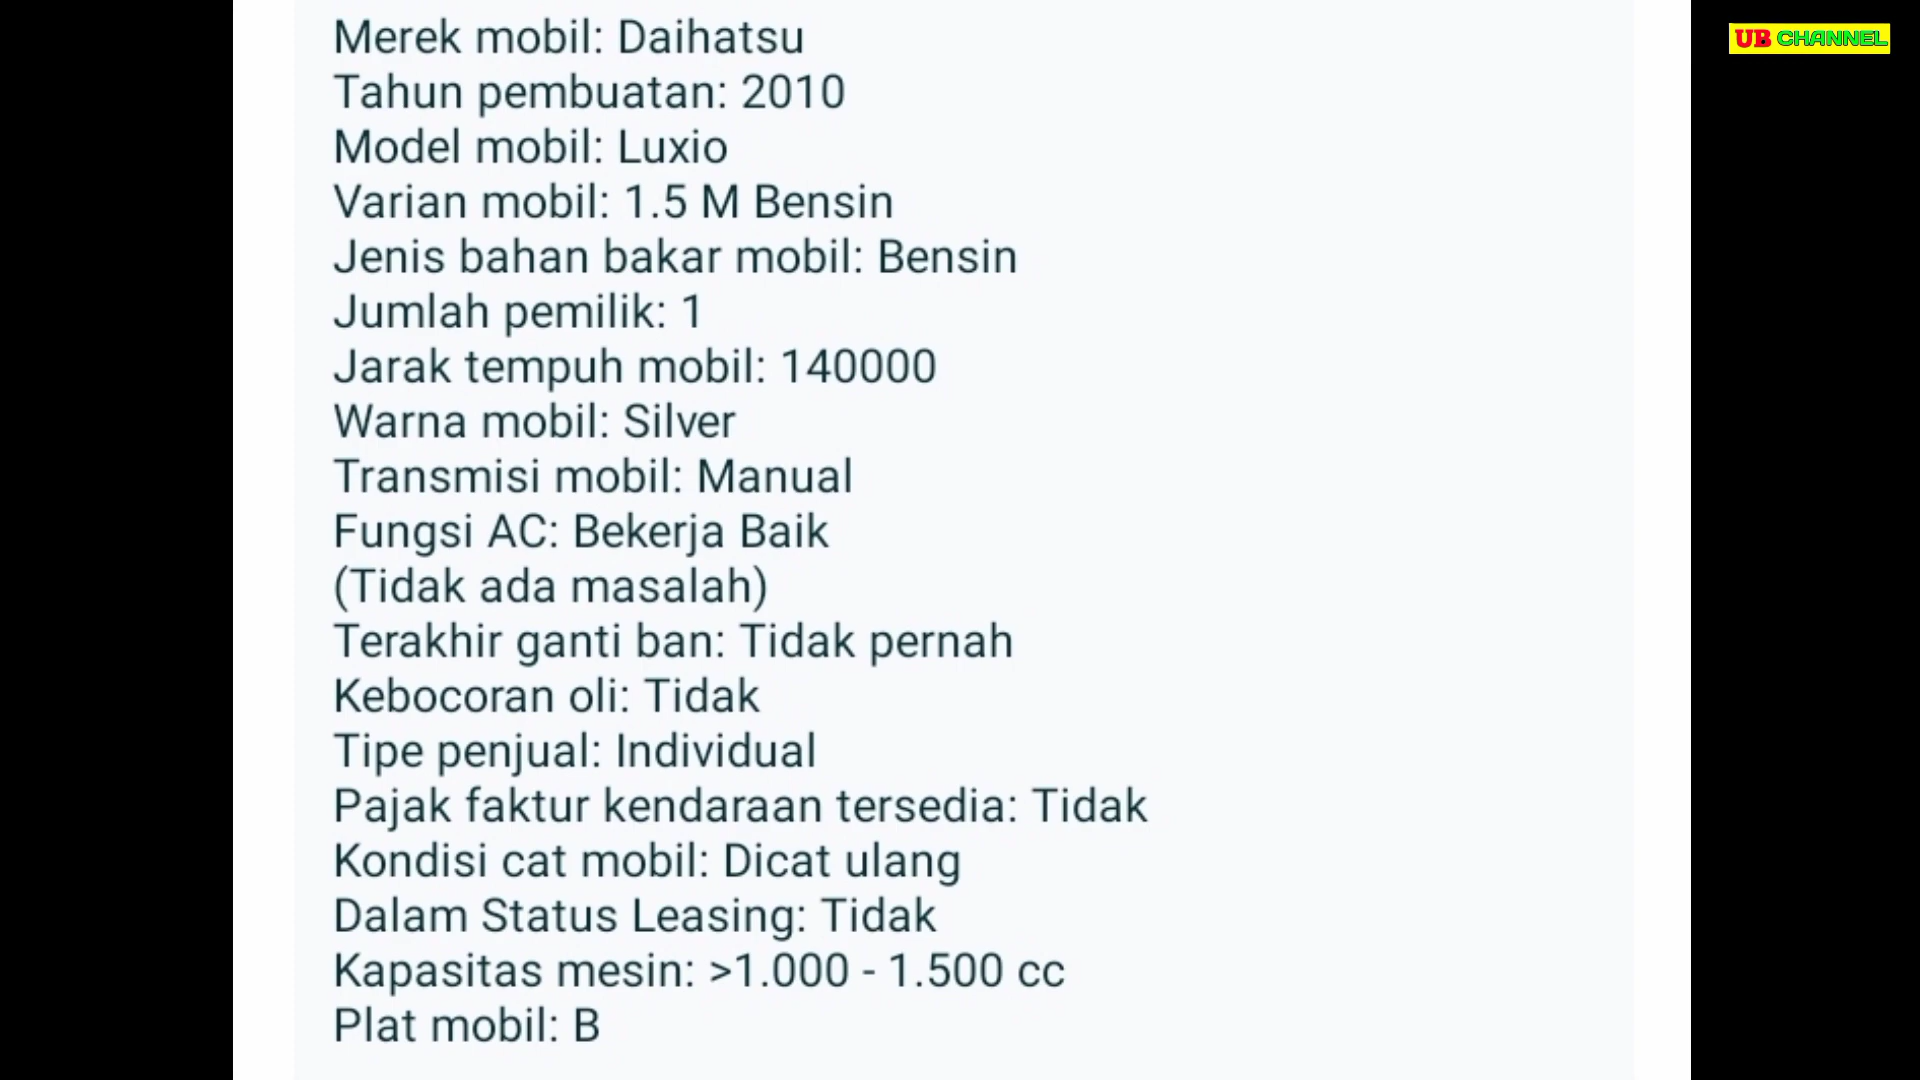 Merek mobil: Daihatsu
UB CHANNEL
Tahun pembuatan: 2010
Model mobil: Luxio
Varian mobil: 1.5 M Bensin
Jenis bahan bakar mobil: Bensin
Jumlah pemilik: 1
Jarak tempuh mobil: 140000
Warna mobil: Silver
Transmisi mobil: Manual
Fungsi AC: Bekerja Baik
(Tidak ada masalah)
Terakhir ganti ban: Tidak pernah
Kebocoran oli: Tidak
Tipe penjual: Individual
Pajak faktur kendaraan tersedia: Tidak
Kondisi cat mobil: Dicat ulang
Dalam Status Leasing: Tidak
Kapasitas mesin: >1.000 - 1.500 cc
Plat mobil: B